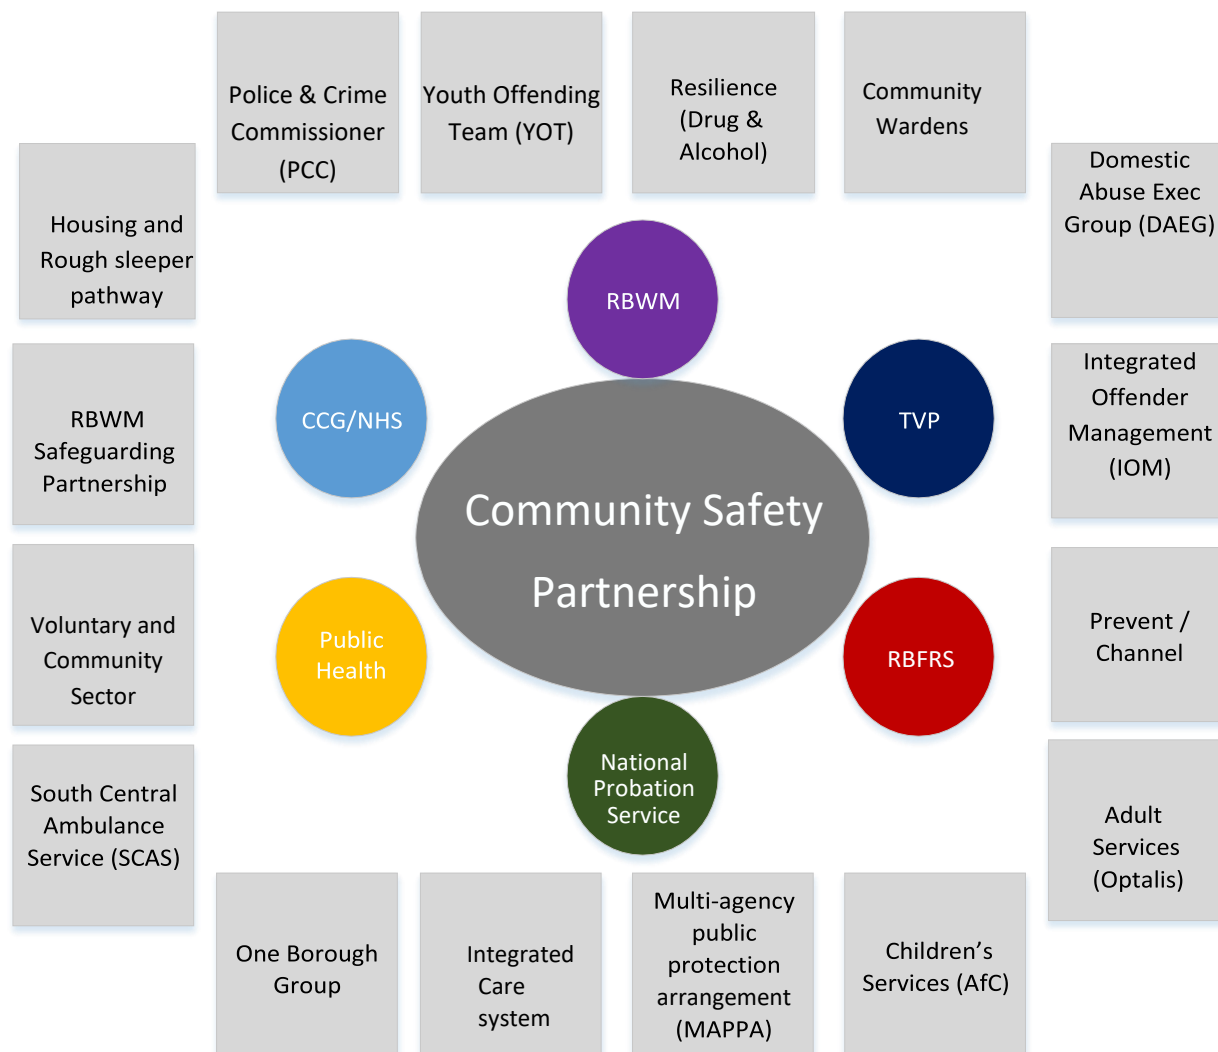 Police & Crime
Commissioner
(PCC)
Youth Offending
Team (YOT)
Resilience
(Drug &
Alcohol)
Community
Wardens
Domestic
Abuse Exec
Group (DAEG)
Housing and
Rough sleeper
pathway
RBWM
CCG/NHS
TVP
Integrated
Offender
Management
(IOM)
RBWM
Safeguarding
Partnership
Community Safety
Partnership
Voluntary and
Community
Sector
Public
Health
RBFRS
Prevent /
Channel
National
Probation
Service
South Central
Ambulance
Service (SCAS)
Adult
Services
(Optalis)
One Borough
Group
Integrated
Care
system
Multi-agency
public
protection
arrangement
(MAPPA)
Children’s
Services (AfC)